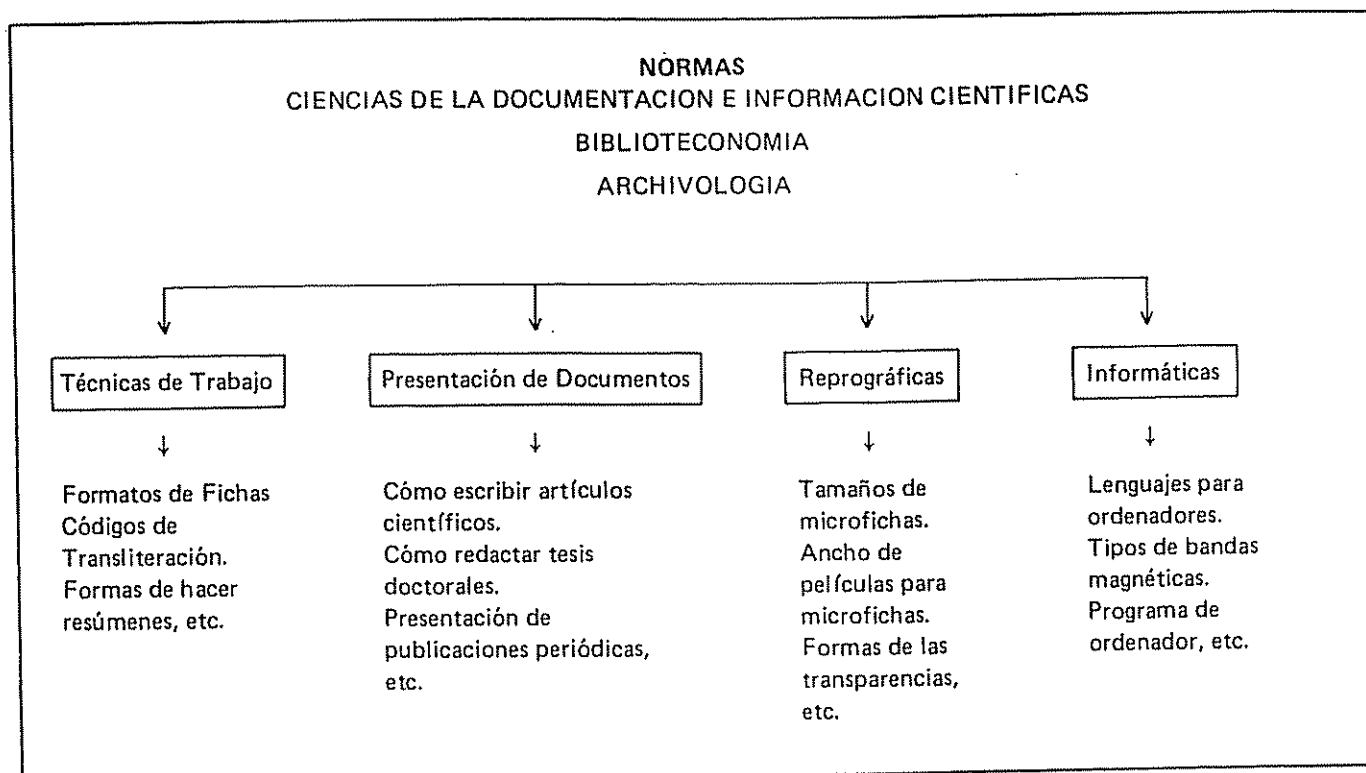 NORMAS
CIENCIAS DE LA DOCUMENTACION E INFORMACION CIENTIFICAS
BIBLIOTECONOMIA
ARCHIVOLOGIA
Técnicas de Trabajo
Formatos de Fichas
Códigos de
Transliteración.
Formas de hacer
resúmenes, etc.
Presentación de Documentos
Cómo escribir artículos
científicos.
Cómo redactar tesis
doctorales.
Presentación de
publicaciones periódicas,
etc.
Reprográficas
Tamaños de
microfichas.
Ancho de
películas para
microfichas.
Formas de las
transparencias,
etc.
Informáticas
Lenguajes para
ordenadores.
Tipos de bandas
magnéticas.
Programa de
ordenador, etc.